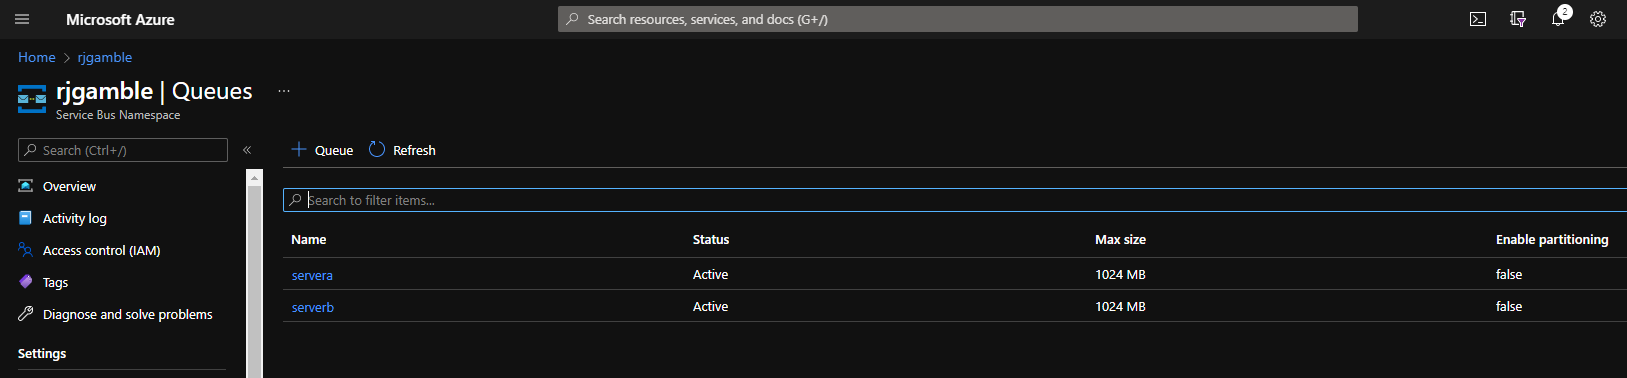 Microsoft Azure
Search resources, services, and docs (G+/)
2
Home > rjgamble
rjgamble | Queues ...
Service Bus Namespace
Search (Ctrl+/)
«
+ Queue Refresh
Overview
Activity log
Access control (IAM)
Tags
Diagnose and solve problems
Settings
Search to filter items...
Name Status Max size Enable partitioning
servera Active 1024 MB false
serverb Active 1024 MB false